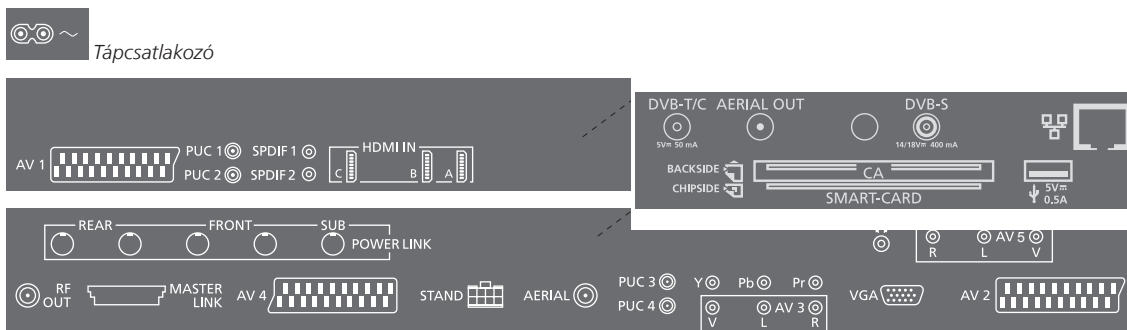 Tápcsatlakozó
AV 1
PUC 1 SPDIF 1
PUC 2 SPDIF 2
HDMI IN
C B A
DVB-T/C AERIAL OUT DVB-S
5V 50 mA 14/18V 400 mA
BACKSIDE
CHIPSIDE
CA
SMART-CARD
5V
0.5A
REAR FRONT SUB
POWER LINK
RF OUT
MASTER LINK
AV 4
STAND
AERIAL
PUC 3
PUC 4
Y Pb Pr
AV 3
V L R
VGA
AV 5
R L V
AV 2